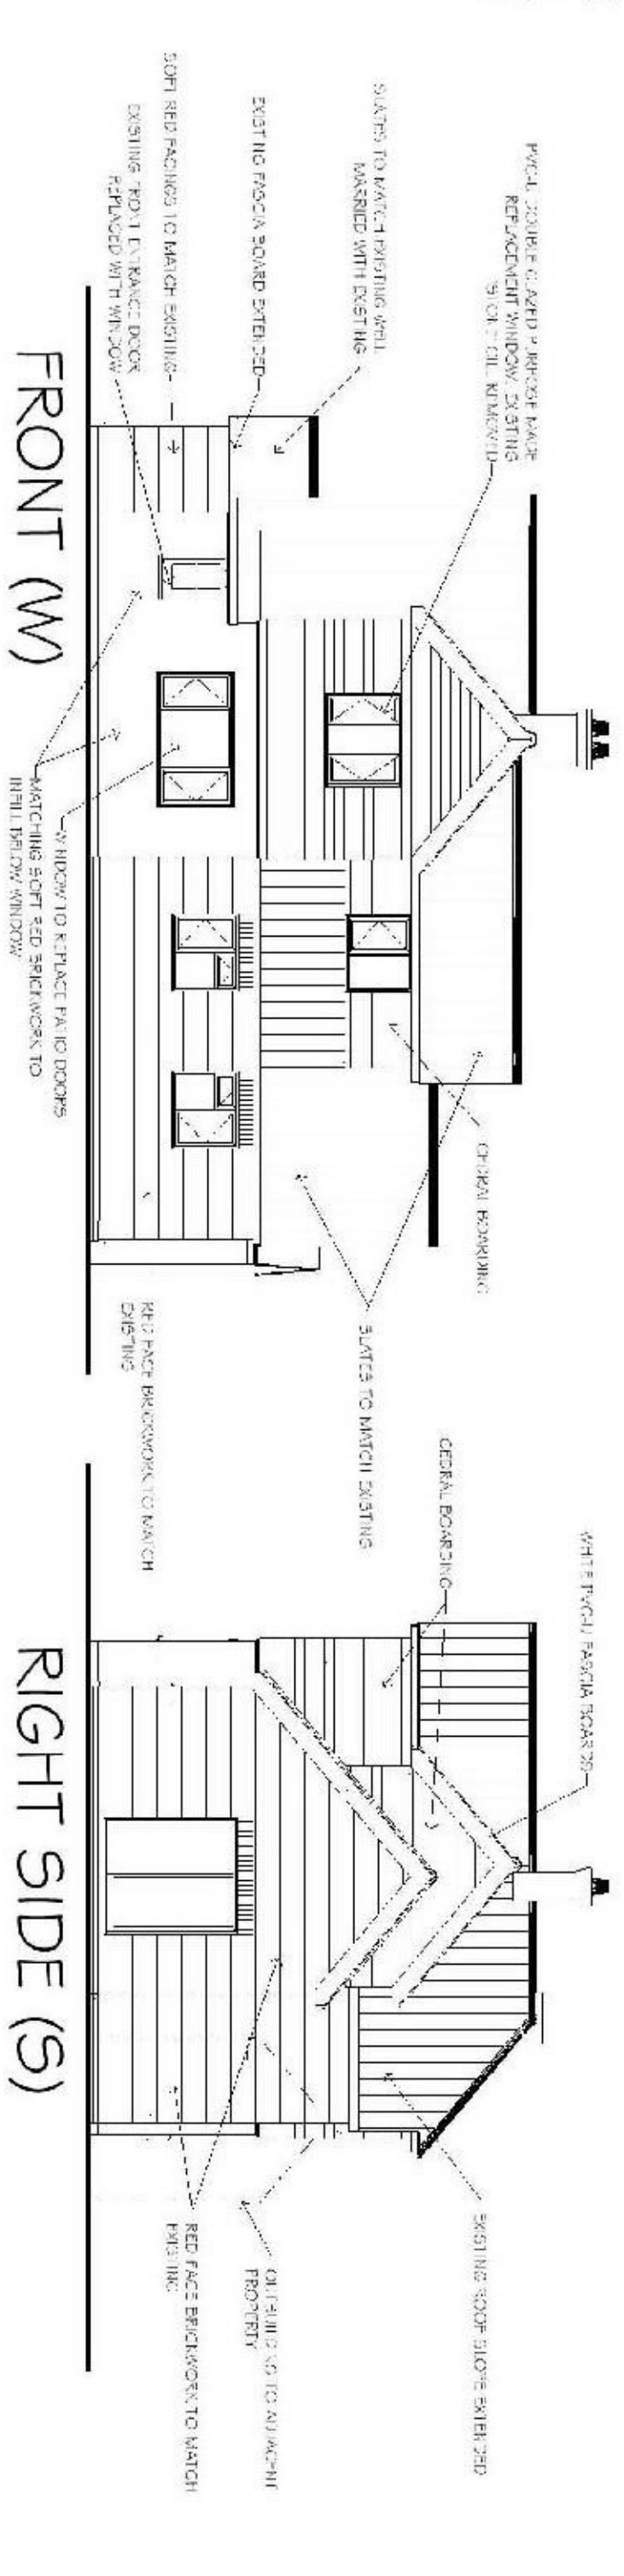 PVC-U DOUBLE GLAZED PURPOSE MADE
REPLACEMENT WINDOW. EXISTING
STONE CILL REMOVED
SLATES TO MATCH EXISTING WELL
MARRIED WITH EXISTING
EXISTING FASCIA BOARD EXTENDED
SOFT RED FACINGS TO MATCH EXISTING
EXISTING FRONT ENTRANCE DOOR
REPLACED WITH WINDOW
WINDOW TO REPLACE PATIO DOORS
MATCHING SOFT RED BRICKWORK TO
INFILL BELOW WINDOW
CEDRAL BOARDING
SLATES TO MATCH EXISTING
RED FACE BRICKWORK TO MATCH
EXISTING
FRONT (W)
WHITE PVC-U FASCIA BOARDS
CEDRAL BOARDING
EXISTING ROOF SLOPE EXTENDED
OUTBUILDING TO ADJACENT
PROPERTY
RED FACE BRICKWORK TO MATCH
EXISTING
RIGHT SIDE (S)